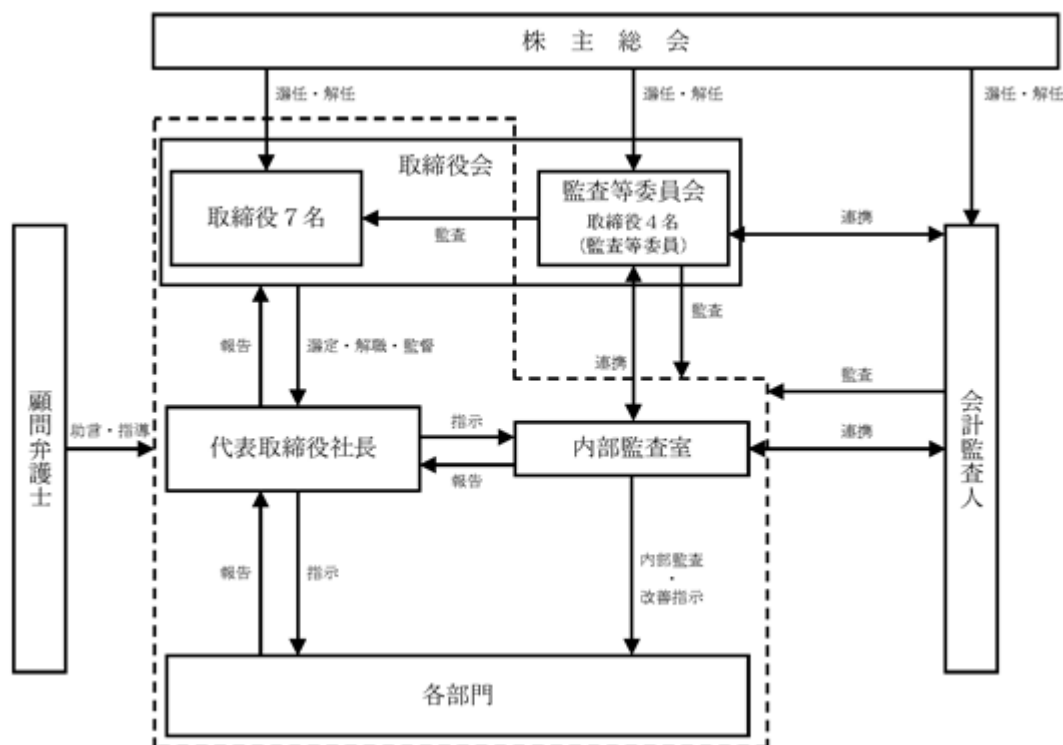 株主総会
選任・解任
選任・解任
選任・解任
取締役会
取締役７名
監査等委員会
取締役４名
(監査等委員)
監査
連携
監査
報告
選定・解職・監督
連携
監査
顧問弁護士
助言・指導
代表取締役社長
指示
報告
内部監査室
連携
会計監査人
報告
指示
内部監査
・
改善指示
各部門